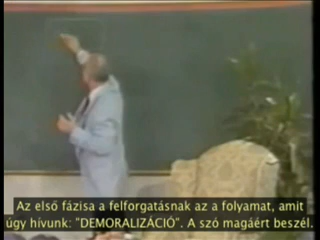 Az első fázisa a felforgatásnak az a folyamat, amit
úgy hívunk: "DEMORALIZÁCIÓ". A szó magáért beszél.